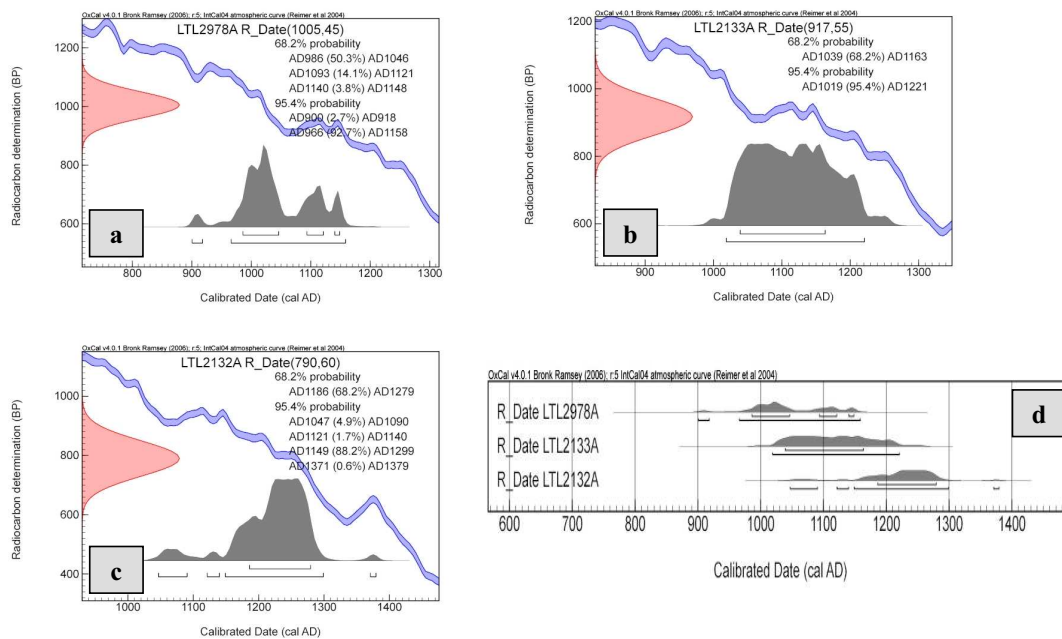 OxCal v4.0.1 Bronk Ramsey (2006); r:5; IntCal04 atmospheric curve (Reimer et al 2004)
LTL2978A R_Date(1005,45)
68.2% probability
AD986 (50.3%) AD1046
AD1093 (14.1%) AD1121
AD1140 (3.8%) AD1148
95.4% probability
AD900 (2.7%) AD918
AD966 (92.7%) AD1158
Radiocarbon determination (BP)
1200
1000
800
600
a
800 900 1000 1100 1200 1300
Calibrated Date (cal AD)
OxCal v4.0.1 Bronk Ramsey (2006); r:5; IntCal04 atmospheric curve (Reimer et al 2004)
LTL2133A R_Date(917,55)
68.2% probability
AD1039 (68.2%) AD1163
95.4% probability
AD1019 (95.4%) AD1221
Radiocarbon determination (BP)
1200
1000
800
600
b
900 1000 1100 1200 1300
Calibrated Date (cal AD)
OxCal v4.0.1 Bronk Ramsey (2006); r:5; IntCal04 atmospheric curve (Reimer et al 2004)
LTL2132A R_Date(790,60)
68.2% probability
AD1186 (68.2%) AD1279
95.4% probability
AD1047 (4.9%) AD1090
AD1121 (1.7%) AD1140
AD1149 (88.2%) AD1299
AD1371 (0.6%) AD1379
Radiocarbon determination (BP)
1000
800
600
400
c
1000 1100 1200 1300 1400
Calibrated Date (cal AD)
OxCal v4.0.1 Bronk Ramsey (2006); r:5 IntCal04 atmospheric curve (Reimer et al 2004)
d
R_Date LTL2978A
R_Date LTL2133A
R_Date LTL2132A
600 700 800 900 1000 1100 1200 1300 1400
Calibrated Date (cal AD)